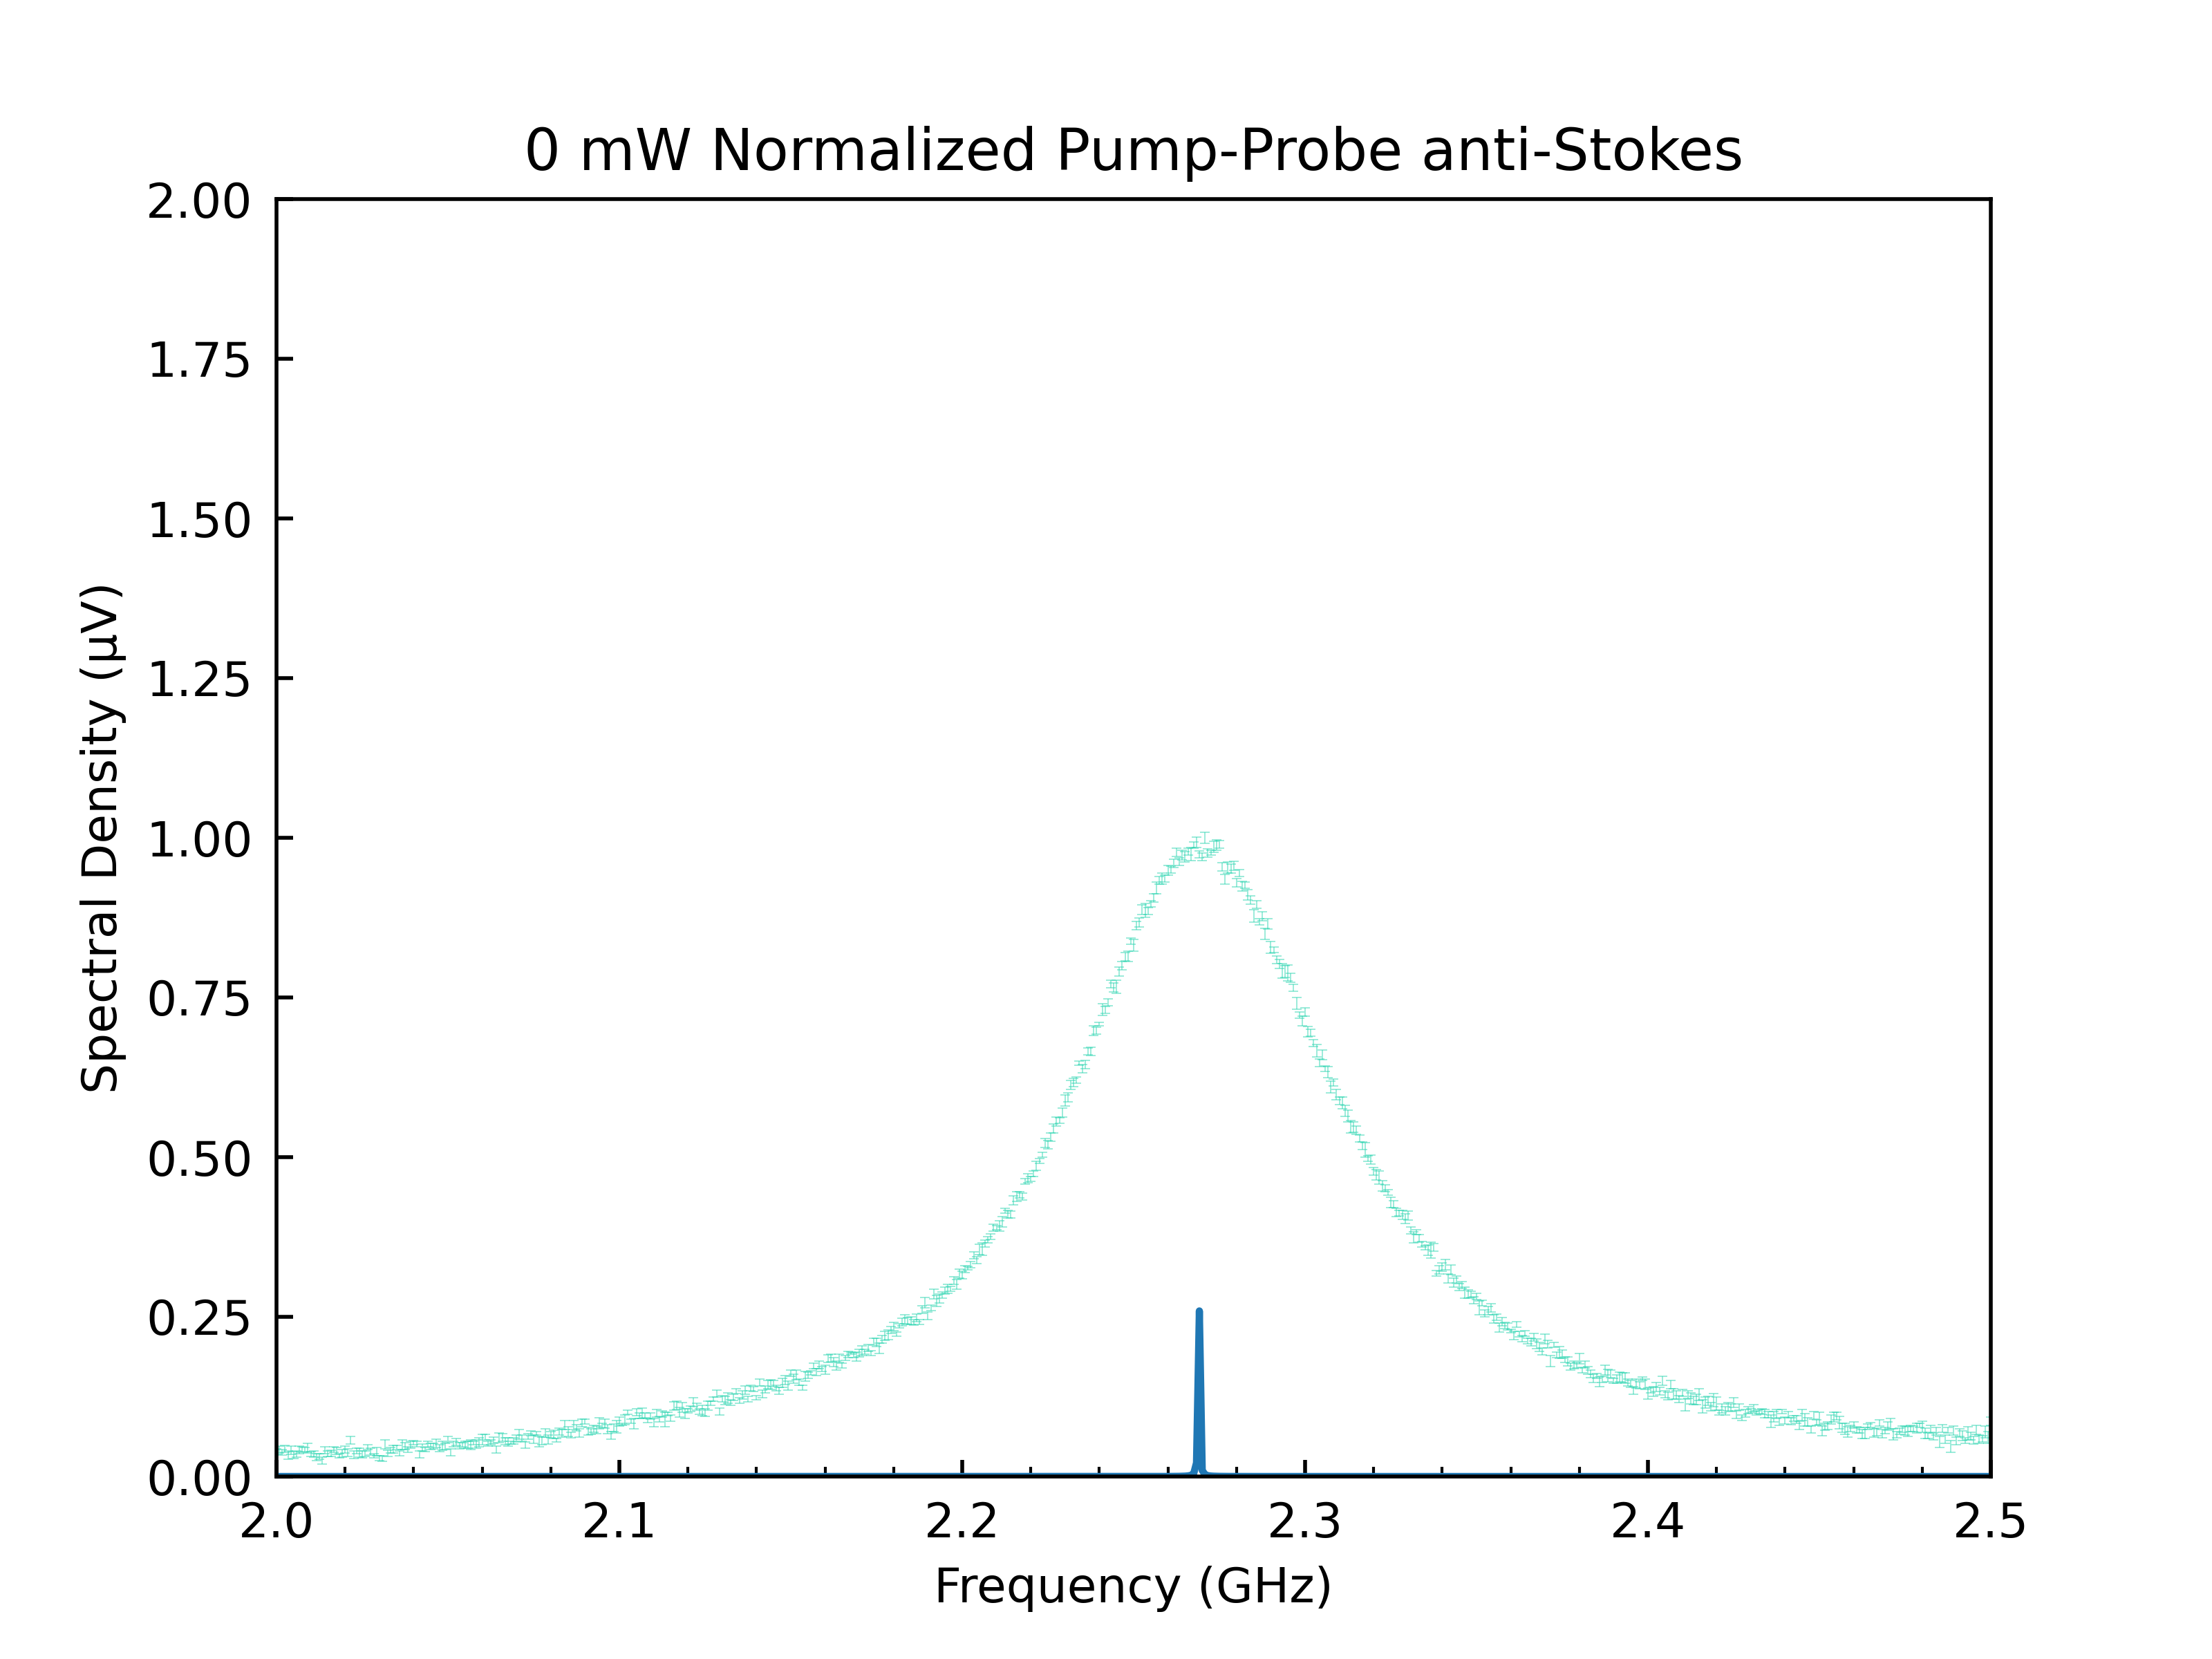 0 mW Normalized Pump-Probe anti-Stokes
2.00
1.75
1.50
1.25
1.00
0.75
0.50
0.25
0.00
Spectral Density (µV)
2.0 2.1 2.2 2.3 2.4 2.5
Frequency (GHz)